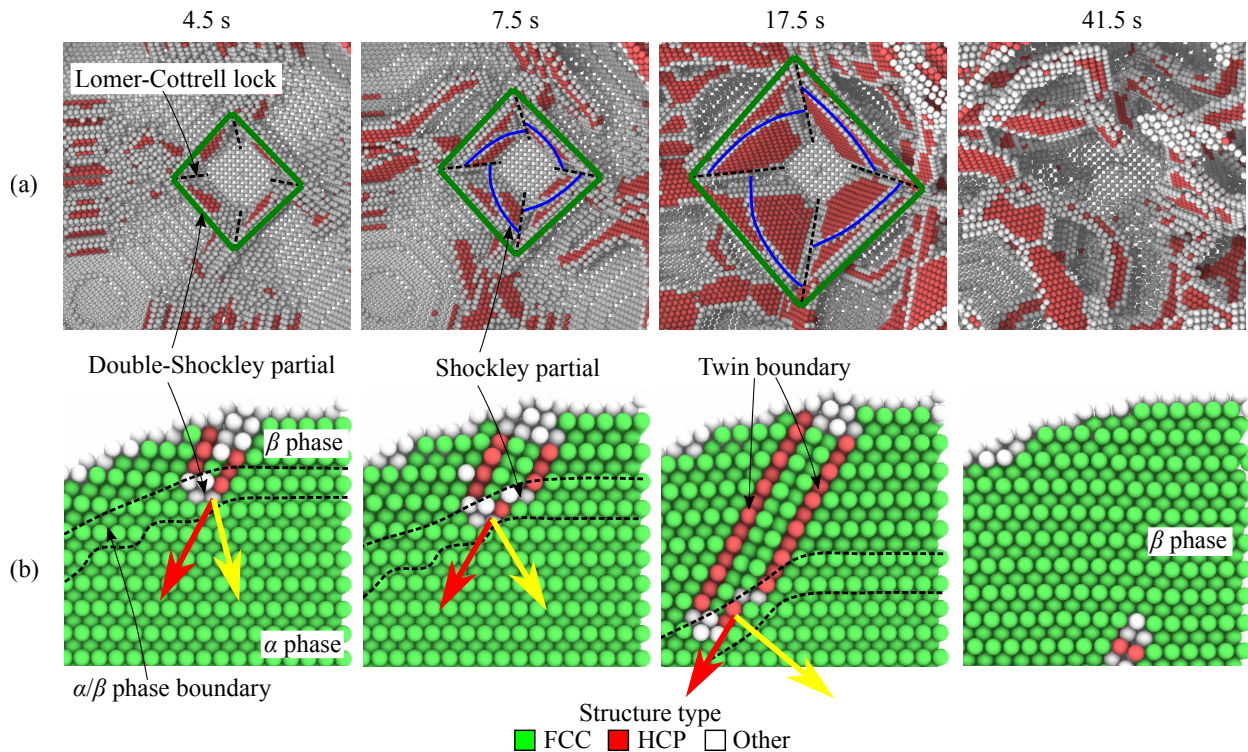 4.5 s
7.5 s
17.5 s
41.5 s
(a)
Lomer-Cottrell lock
Double-Shockley partial
Shockley partial
Twin boundary
(b)
β phase
β phase
α phase
α/β phase boundary
Structure type
FCC HCP Other